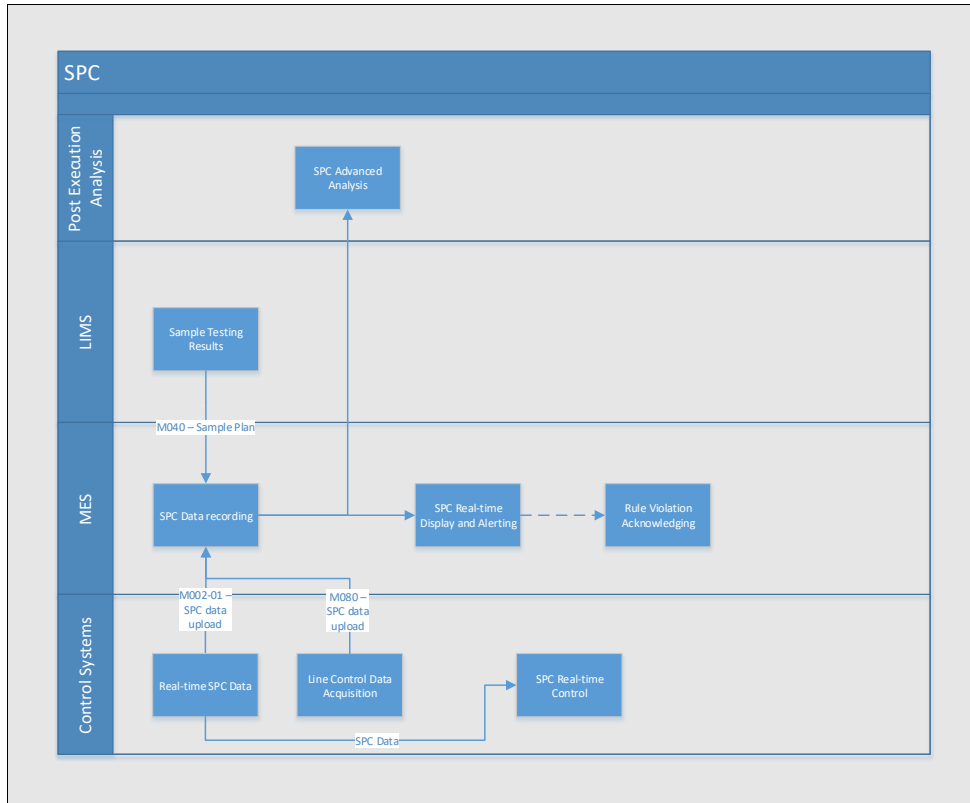 SPC
Post Execution
Analysis
SPC Advanced
Analysis
LIMS
Sample Testing
Results
M040 – Sample Plan
MES
SPC Data recording
SPC Real-time
Display and Alerting
Rule Violation
Acknowledging
M002-01 –
SPC data
upload
M080 –
SPC data
upload
Control Systems
Real-time SPC Data
Line Control Data
Acquisition
SPC Real-time
Control
SPC Data